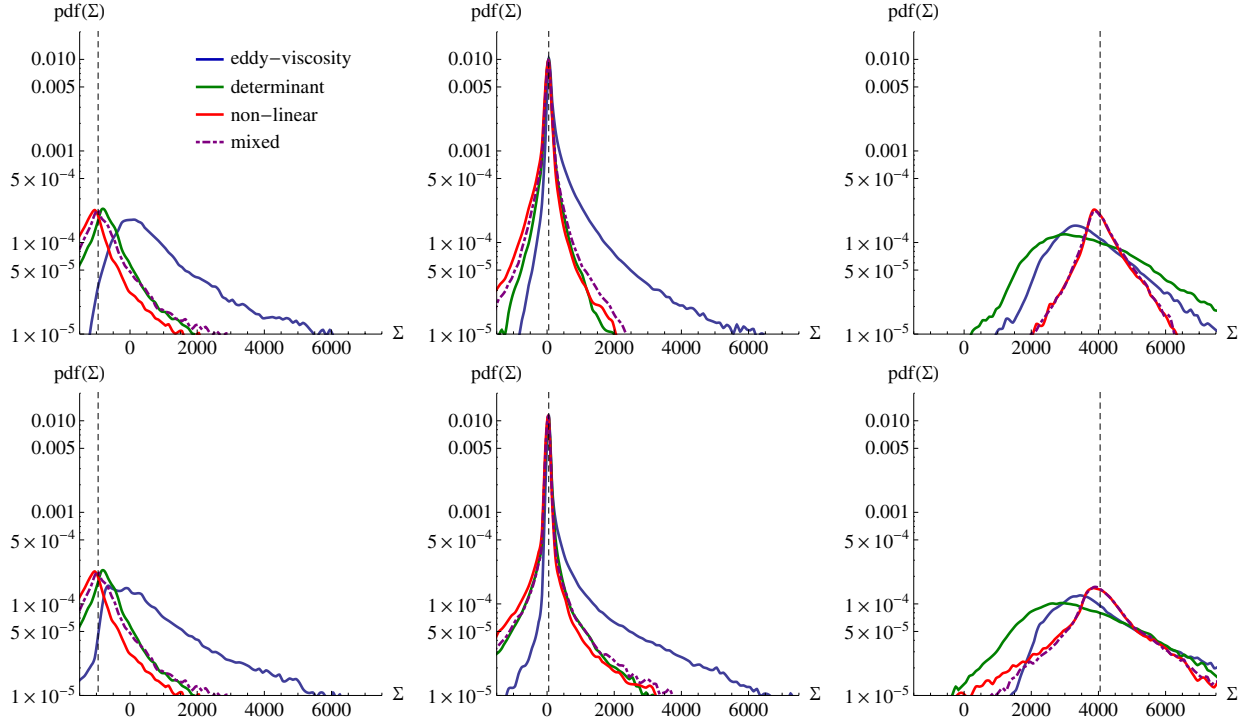 pdf(Σ) pdf(Σ) pdf(Σ)
0.010 0.010 0.010
eddy−viscosity
0.005 0.005 0.005
determinant
non−linear
mixed
0.001 0.001 0.001
5×10⁻⁴ 5×10⁻⁴ 5×10⁻⁴
1×10⁻⁴ 1×10⁻⁴ 1×10⁻⁴
5×10⁻⁵ 5×10⁻⁵ 5×10⁻⁵
1×10⁻⁵ Σ 1×10⁻⁵ Σ 1×10⁻⁵ Σ
0 2000 4000 6000 0 2000 4000 6000 0 2000 4000 6000
pdf(Σ) pdf(Σ) pdf(Σ)
0.010 0.010 0.010
0.005 0.005 0.005
0.001 0.001 0.001
5×10⁻⁴ 5×10⁻⁴ 5×10⁻⁴
1×10⁻⁴ 1×10⁻⁴ 1×10⁻⁴
5×10⁻⁵ 5×10⁻⁵ 5×10⁻⁵
1×10⁻⁵ Σ 1×10⁻⁵ Σ 1×10⁻⁵ Σ
0 2000 4000 6000 0 2000 4000 6000 0 2000 4000 6000